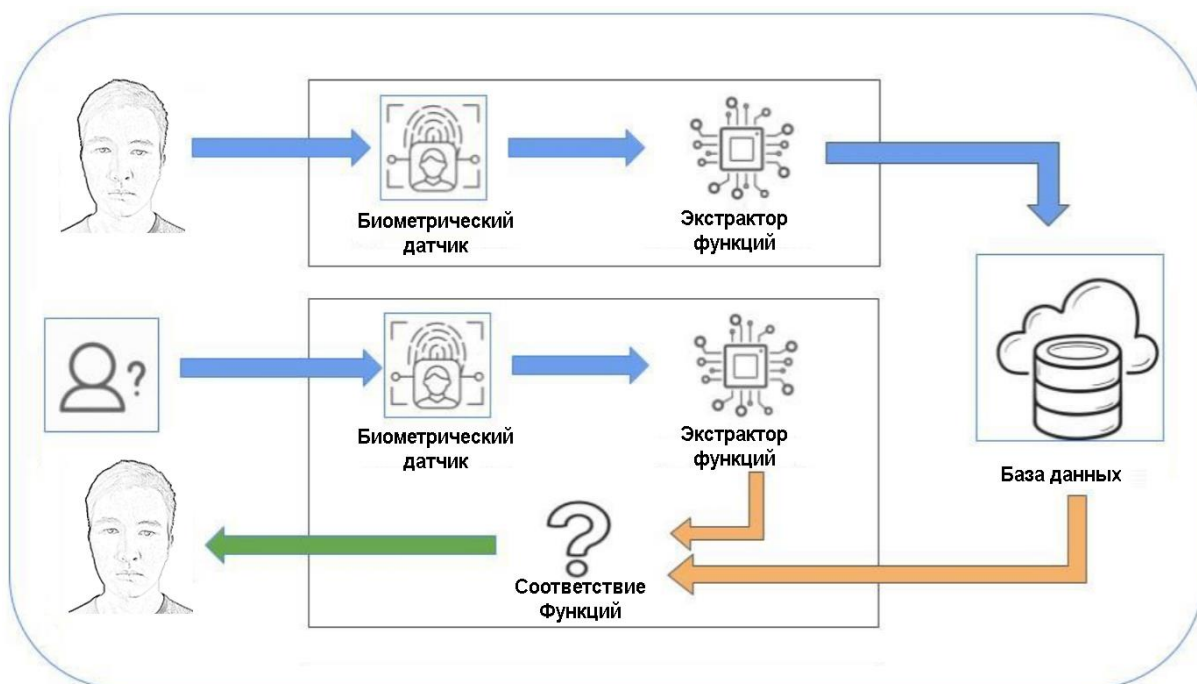 Биометрический
датчик
Экстрактор
функций
Биометрический
датчик
Экстрактор
функций
База данных
?
Соответствие
Функций